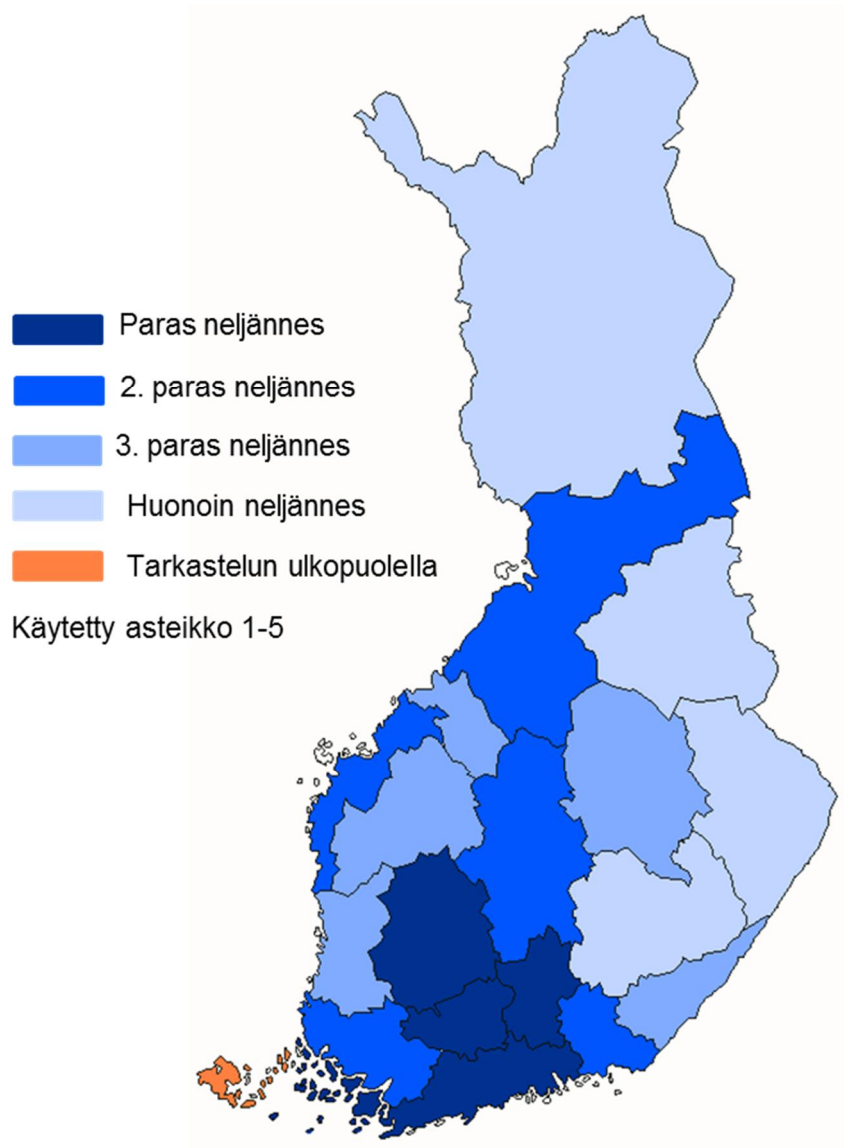 Paras neljännes
2. paras neljännes
3. paras neljännes
Huonoin neljännes
Tarkastelun ulkopuolella
Käytetty asteikko 1-5